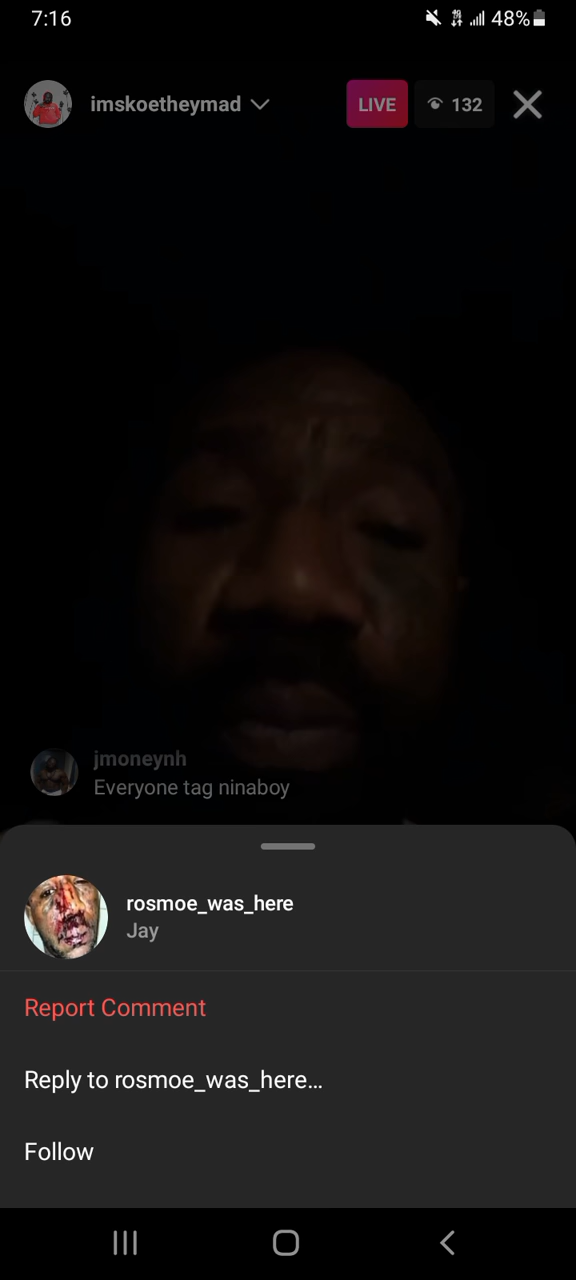 7:16
48%
imskoetheymad
LIVE
132
jmoneynh
Everyone tag ninaboy
rosmoe_was_here
Jay
Report Comment
Reply to rosmoe_was_here...
Follow